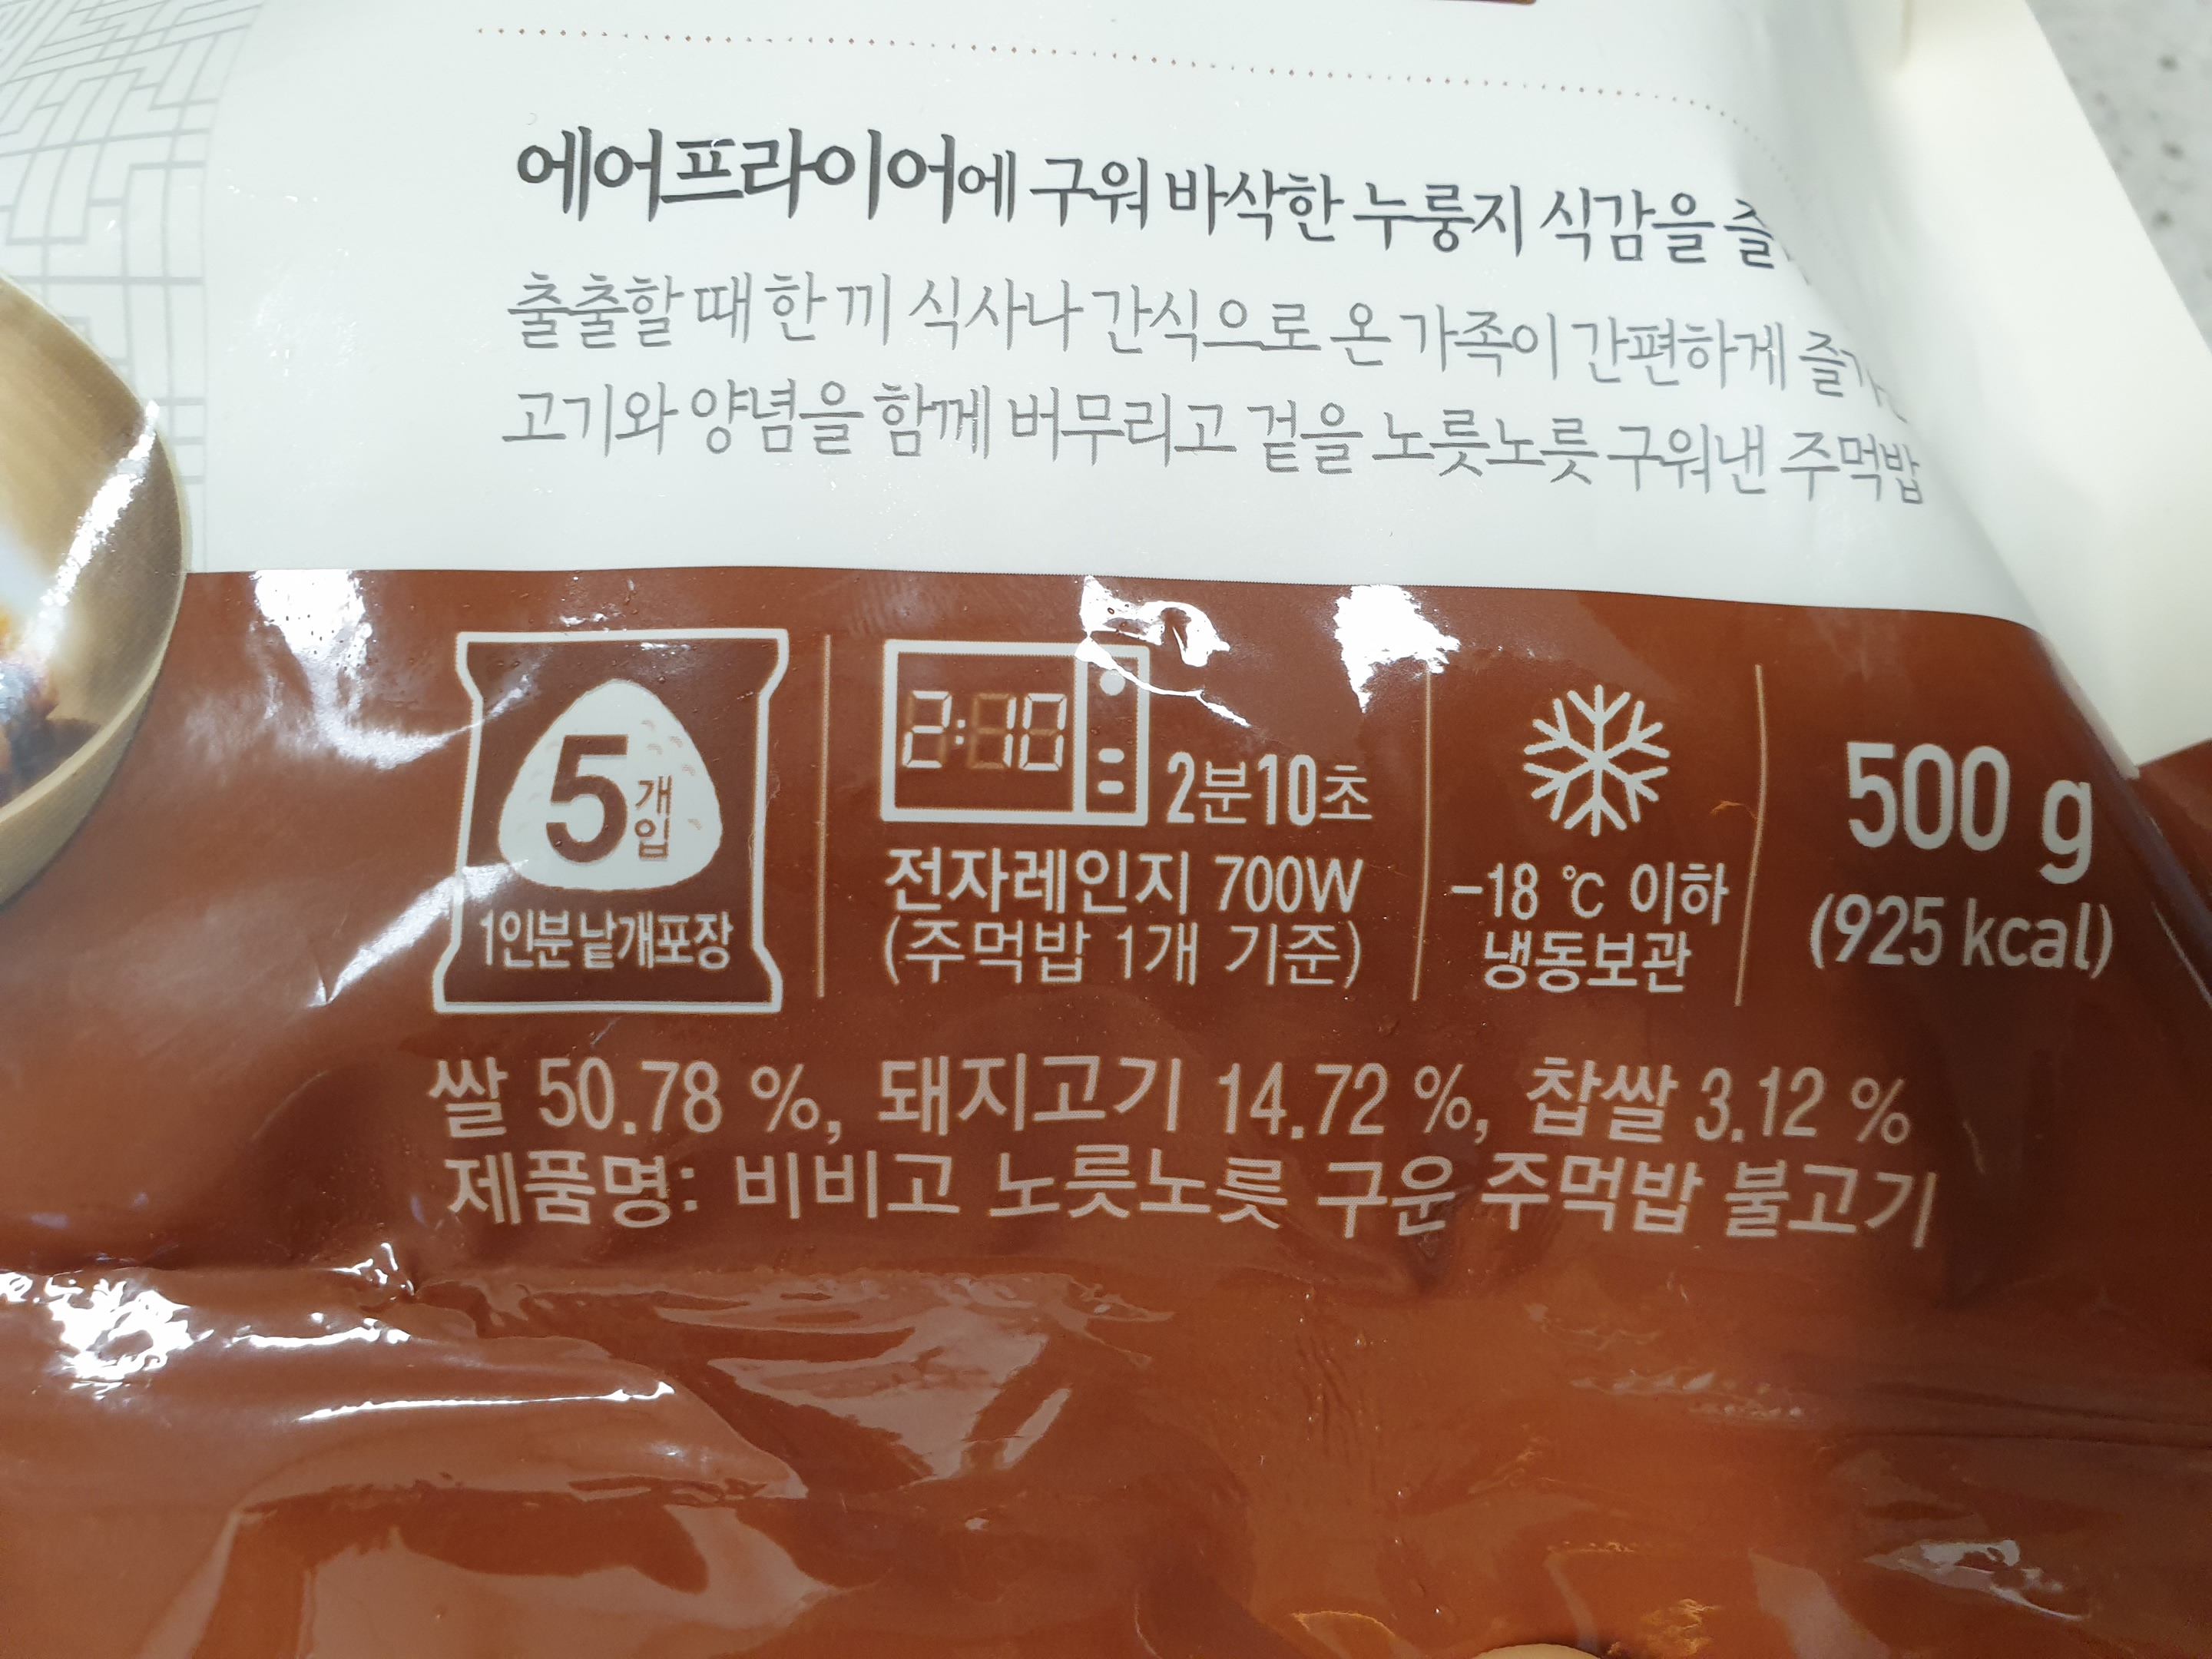 에어프라이어에 구워 바삭한 누룽지 식감을
출출할 때 한 끼 식사나 간식으로 온 가족이 간편하게
고기와 양념을 함께 버무리고 겉을 노릇노릇 구워낸 주먹밥
5개입
1인분 낱개포장
2:10
2분10초
전자레인지 700W
(주먹밥 1개 기준)
-18 ℃ 이하
냉동보관
500 g
(925 kcal)
쌀 50.78 %, 돼지고기 14.72 %, 찹쌀 3.12 %
제품명: 비비고 노릇노릇 구운 주먹밥 불고기